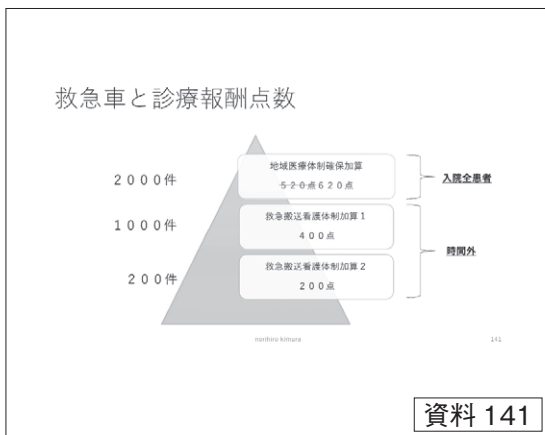 救急車と診療報酬点数
2000件
地域医療体制確保加算
520点620点
入院全患者
1000件
救急搬送看護体制加算1
400点
時間外
200件
救急搬送看護体制加算2
200点
norihiro kimura
141
資料 141